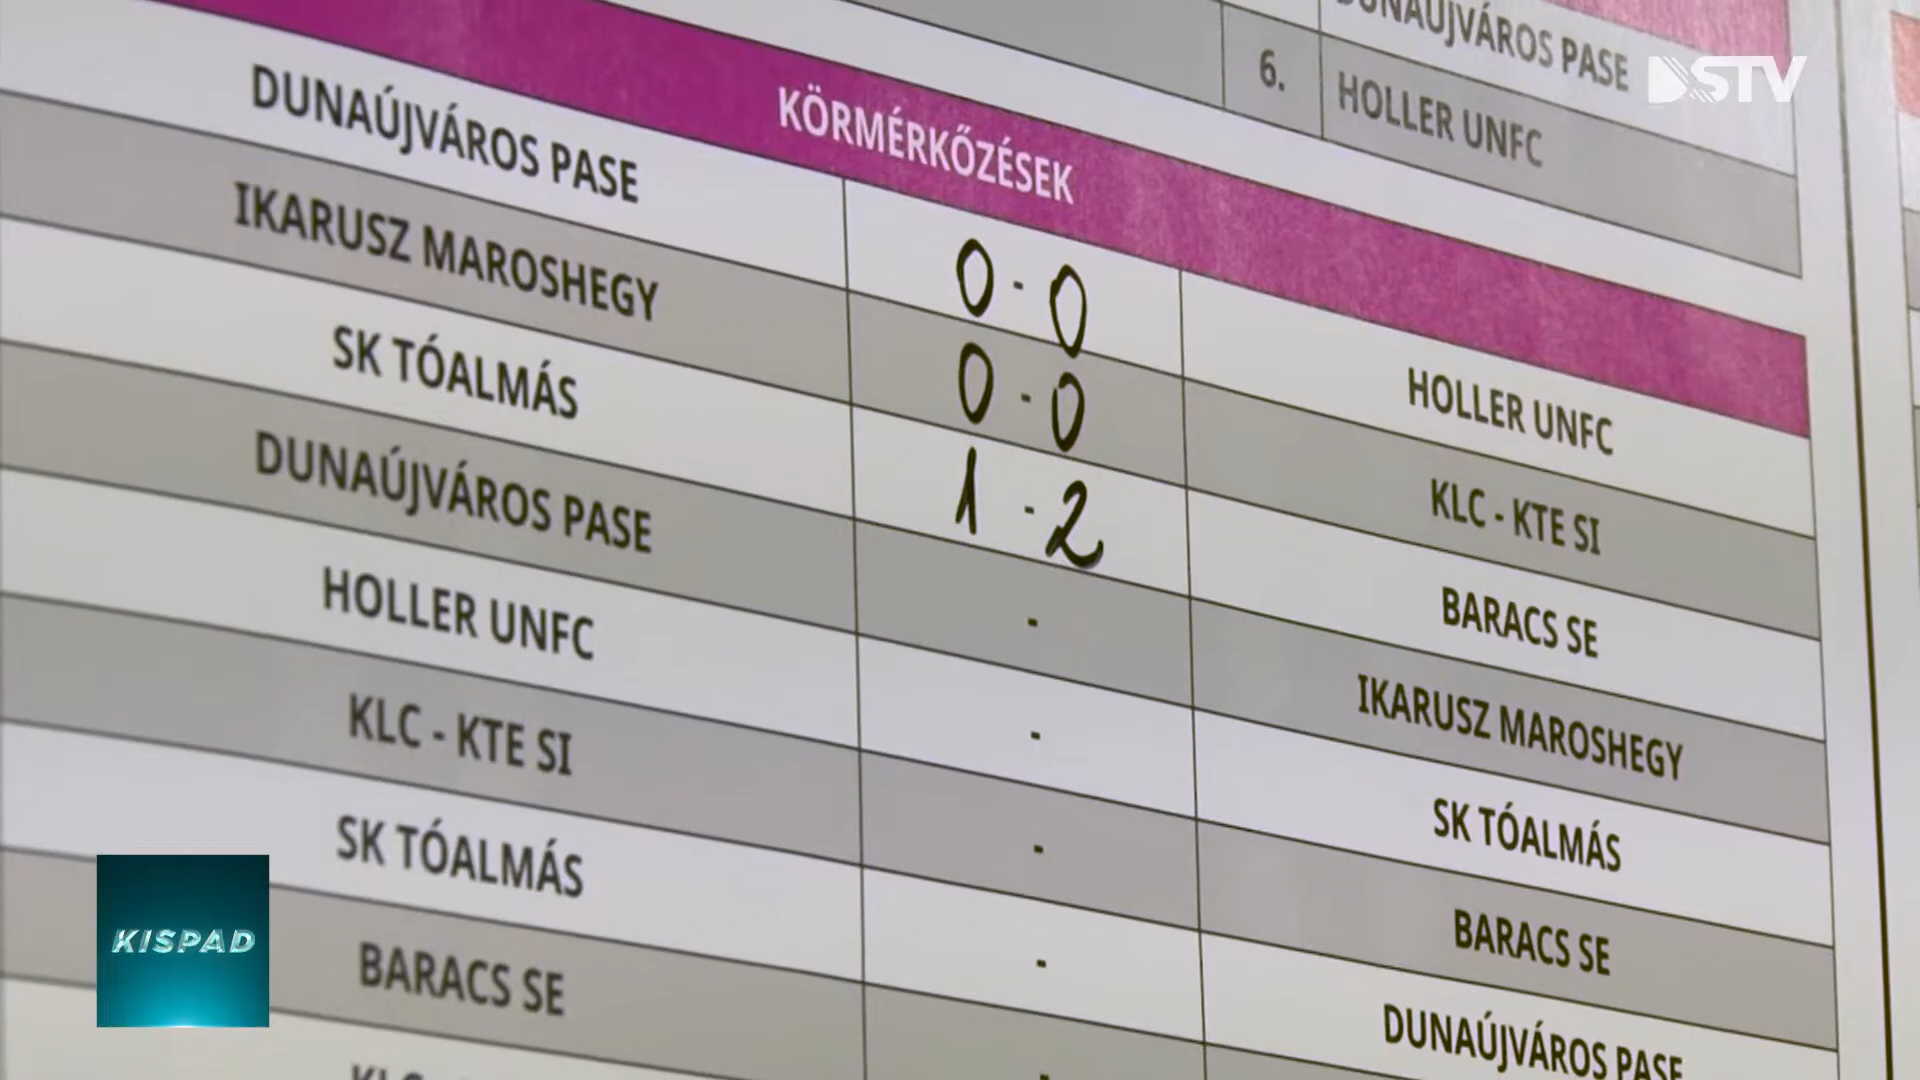 DUNAÚJVÁROS PASE
6. HOLLER UNFC
DSTV
KÖRMÉRKŐZÉSEK
DUNAÚJVÁROS PASE 0 - 0 HOLLER UNFC
IKARUSZ MAROSHEGY 0 - 0 KLC - KTE SI
SK TÓALMÁS 1 - 2 BARACS SE
DUNAÚJVÁROS PASE - IKARUSZ MAROSHEGY
HOLLER UNFC - SK TÓALMÁS
KLC - KTE SI - BARACS SE
SK TÓALMÁS - DUNAÚJVÁROS PASE
BARACS SE -
KLC -
KISPAD